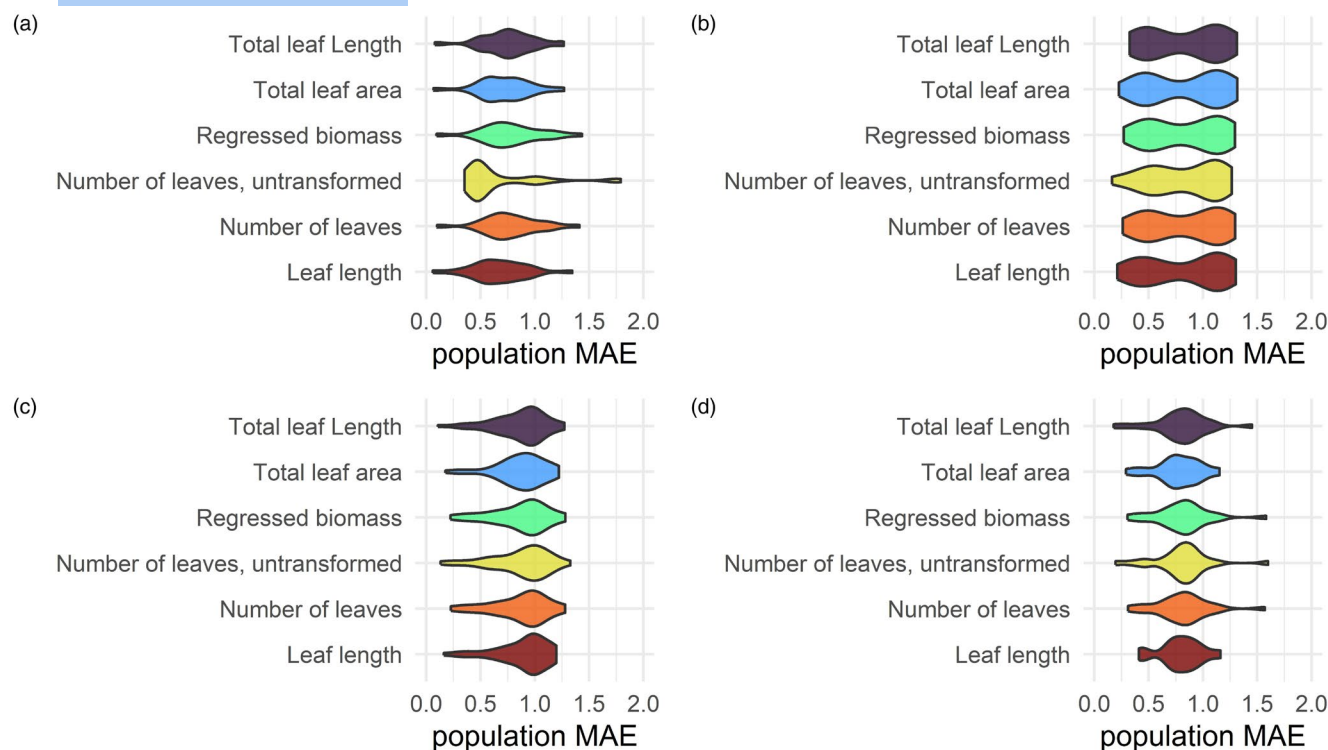 (a)
Total leaf Length
Total leaf area
Regressed biomass
Number of leaves, untransformed
Number of leaves
Leaf length
0.0 0.5 1.0 1.5 2.0
population MAE
(b)
Total leaf Length
Total leaf area
Regressed biomass
Number of leaves, untransformed
Number of leaves
Leaf length
0.0 0.5 1.0 1.5 2.0
population MAE
(c)
Total leaf Length
Total leaf area
Regressed biomass
Number of leaves, untransformed
Number of leaves
Leaf length
0.0 0.5 1.0 1.5 2.0
population MAE
(d)
Total leaf Length
Total leaf area
Regressed biomass
Number of leaves, untransformed
Number of leaves
Leaf length
0.0 0.5 1.0 1.5 2.0
population MAE